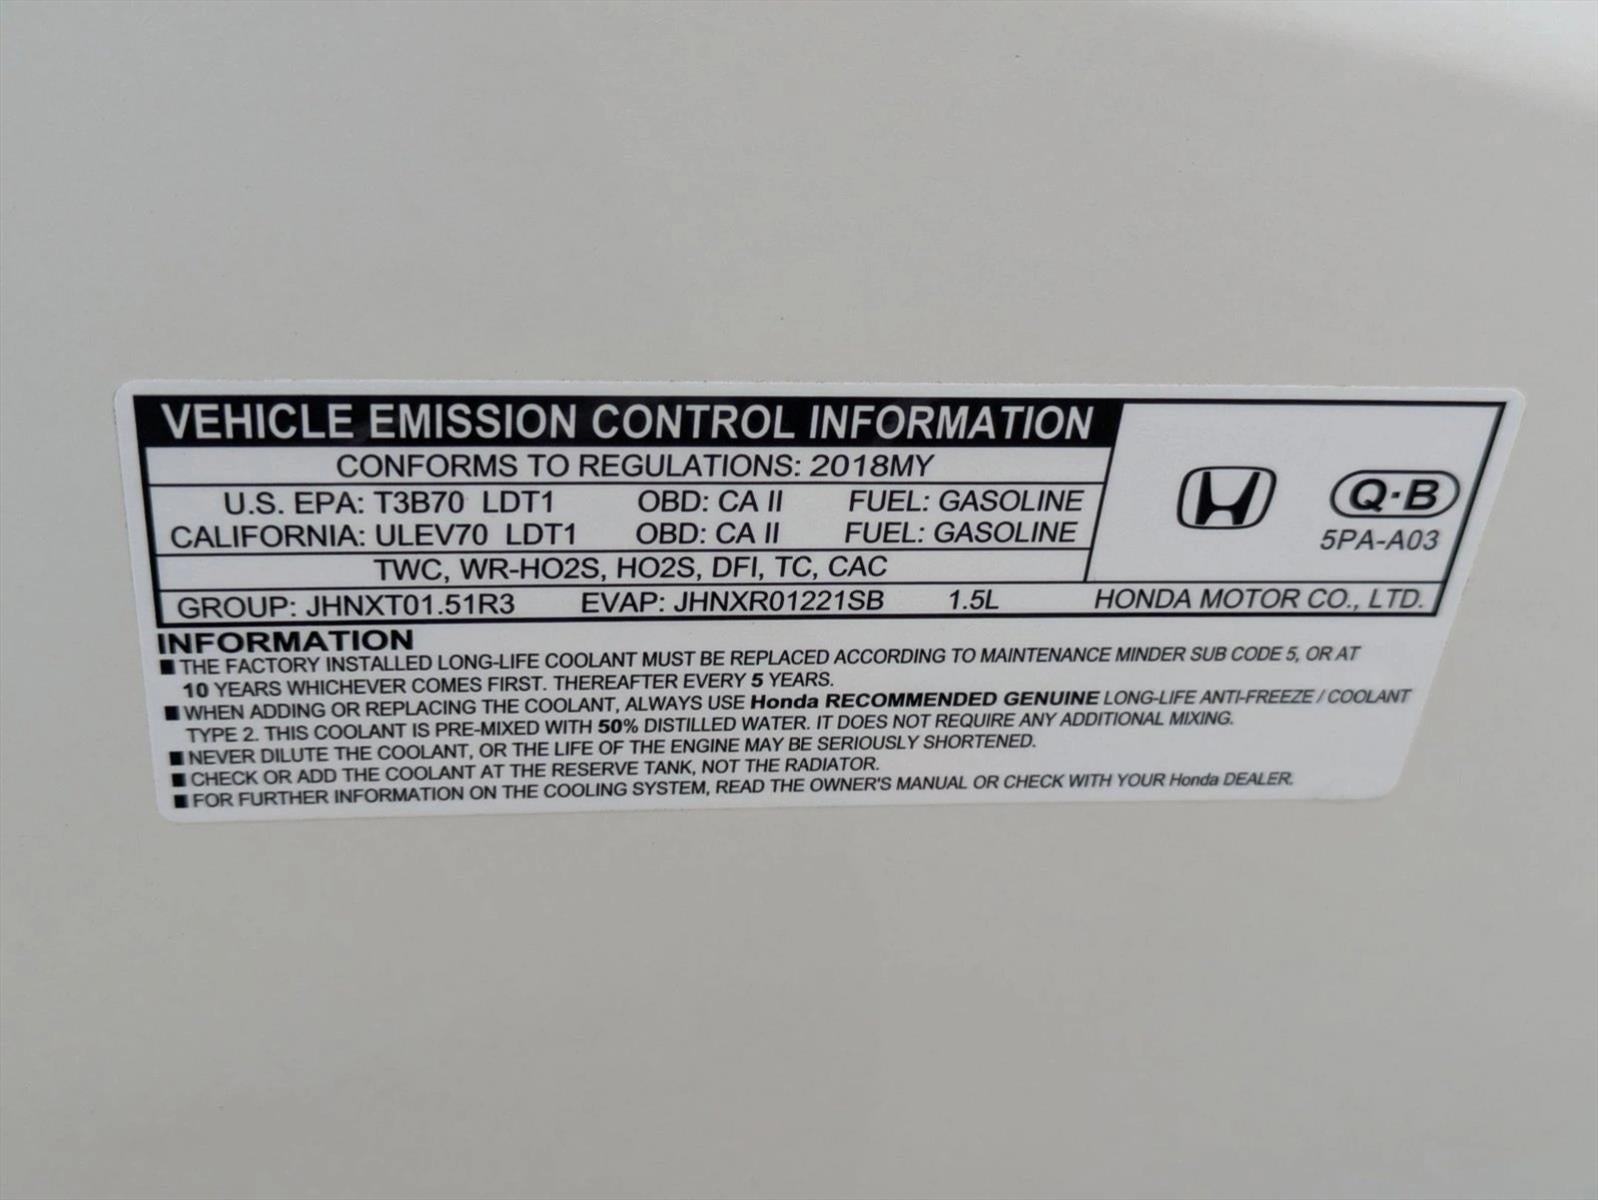 VEHICLE EMISSION CONTROL INFORMATION
CONFORMS TO REGULATIONS: 2018MY
U.S. EPA: T3B70 LDT1 OBD: CA II FUEL: GASOLINE
CALIFORNIA: ULEV70 LDT1 OBD: CA II FUEL: GASOLINE
TWC, WR-HO2S, HO2S, DFI, TC, CAC
Q·B
5PA-A03
GROUP: JHNXT01.51R3 EVAP: JHNXR01221SB 1.5L HONDA MOTOR CO., LTD.
INFORMATION
■ THE FACTORY INSTALLED LONG-LIFE COOLANT MUST BE REPLACED ACCORDING TO MAINTENANCE MINDER SUB CODE 5, OR AT
10 YEARS WHICHEVER COMES FIRST. THEREAFTER EVERY 5 YEARS.
■ WHEN ADDING OR REPLACING THE COOLANT, ALWAYS USE Honda RECOMMENDED GENUINE LONG-LIFE ANTI-FREEZE / COOLANT
TYPE 2. THIS COOLANT IS PRE-MIXED WITH 50% DISTILLED WATER. IT DOES NOT REQUIRE ANY ADDITIONAL MIXING.
■ NEVER DILUTE THE COOLANT, OR THE LIFE OF THE ENGINE MAY BE SERIOUSLY SHORTENED.
■ CHECK OR ADD THE COOLANT AT THE RESERVE TANK, NOT THE RADIATOR.
■ FOR FURTHER INFORMATION ON THE COOLING SYSTEM, READ THE OWNER'S MANUAL OR CHECK WITH YOUR Honda DEALER.